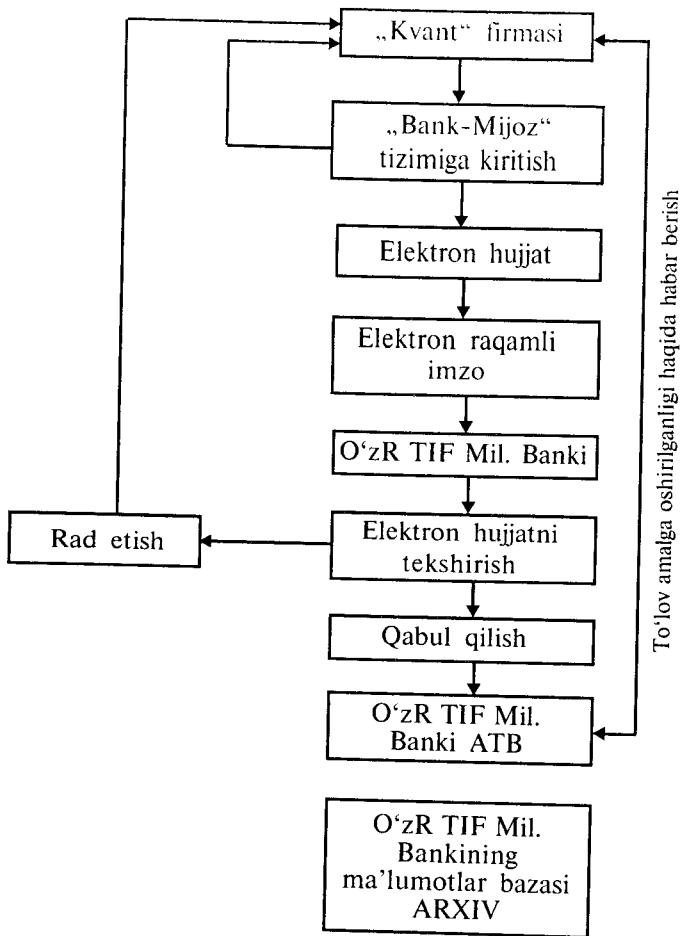 „Kvant“ firmasi
„Bank-Mijoz“
tizimiga kiritish
Elektron hujjat
Elektron raqamli
imzo
O‘zR TIF Mil. Banki
Rad etish
Elektron hujjatni
tekshirish
Qabul qilish
O‘zR TIF Mil.
Banki ATB
O‘zR TIF Mil.
Bankining
ma’lumotlar bazasi
ARXIV
To‘lov amalga oshirilganligi haqida habar berish